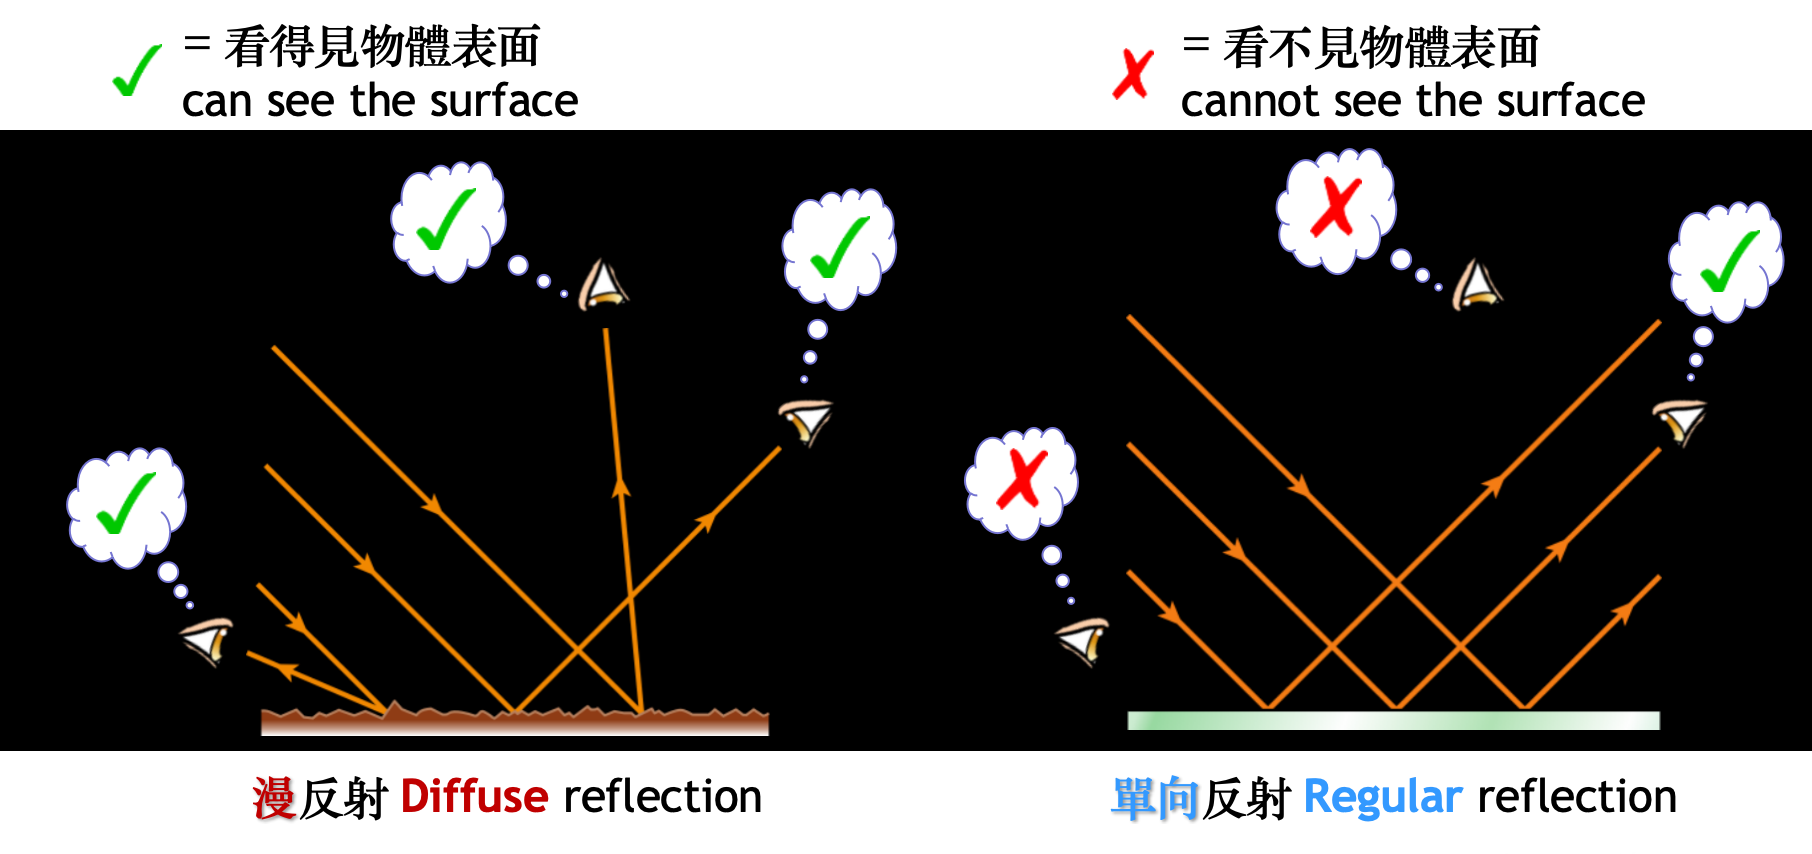 = 看得見物體表面
can see the surface
= 看不見物體表面
cannot see the surface
漫反射 Diffuse reflection
單向反射 Regular reflection